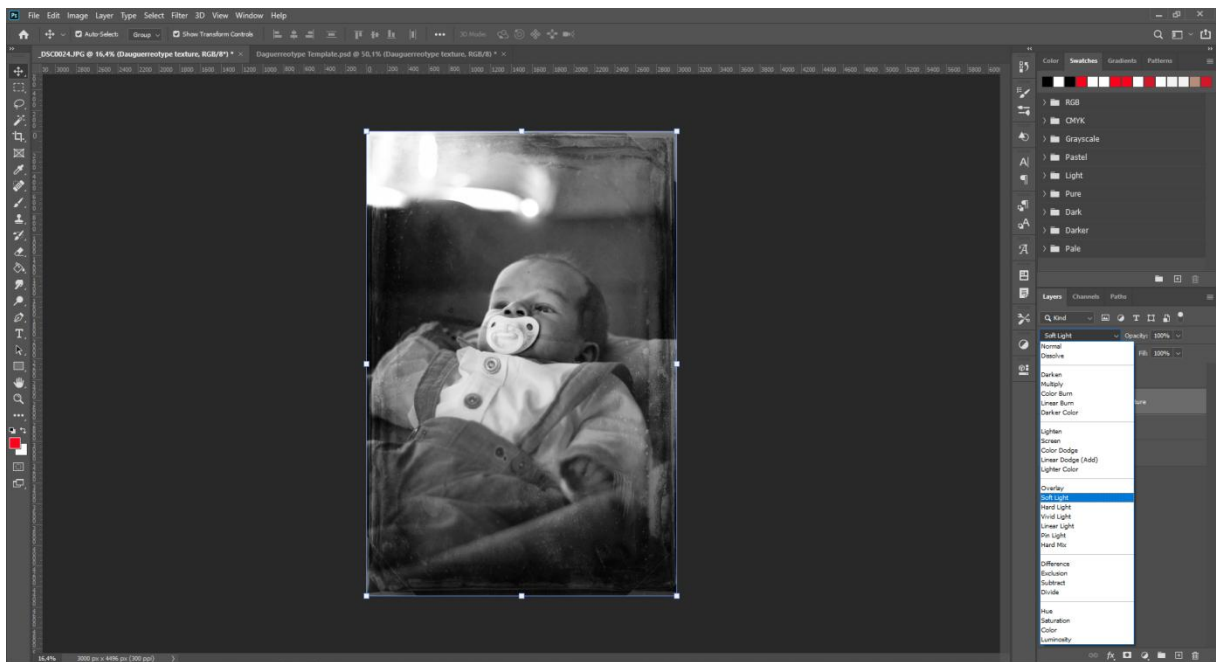 Ps File Edit Image Layer Type Select Filter 3D View Window Help
Auto-Select: Group Show Transform Controls 3D Mode:
_DSC0024.JPG @ 16,4% (Dauguerreotype texture, RGB/8*) * × Daguerreotype Template.psd @ 50,1% (Dauguerreotype texture, RGB/8) * ×
Color Swatches Gradients Patterns
RGB
CMYK
Grayscale
Pastel
Light
Pure
Dark
Darker
Pale
Layers Channels Paths
Kind
Soft Light Opacity: 100%
Normal
Dissolve Fill: 100%
Darken
Multiply
Color Burn
Linear Burn
Darker Color
Lighten
Screen
Color Dodge
Linear Dodge (Add)
Lighter Color
Overlay
Soft Light
Hard Light
Vivid Light
Linear Light
Pin Light
Hard Mix
Difference
Exclusion
Subtract
Divide
Hue
Saturation
Color
Luminosity
16,4% 3000 px x 4496 px (300 ppi)